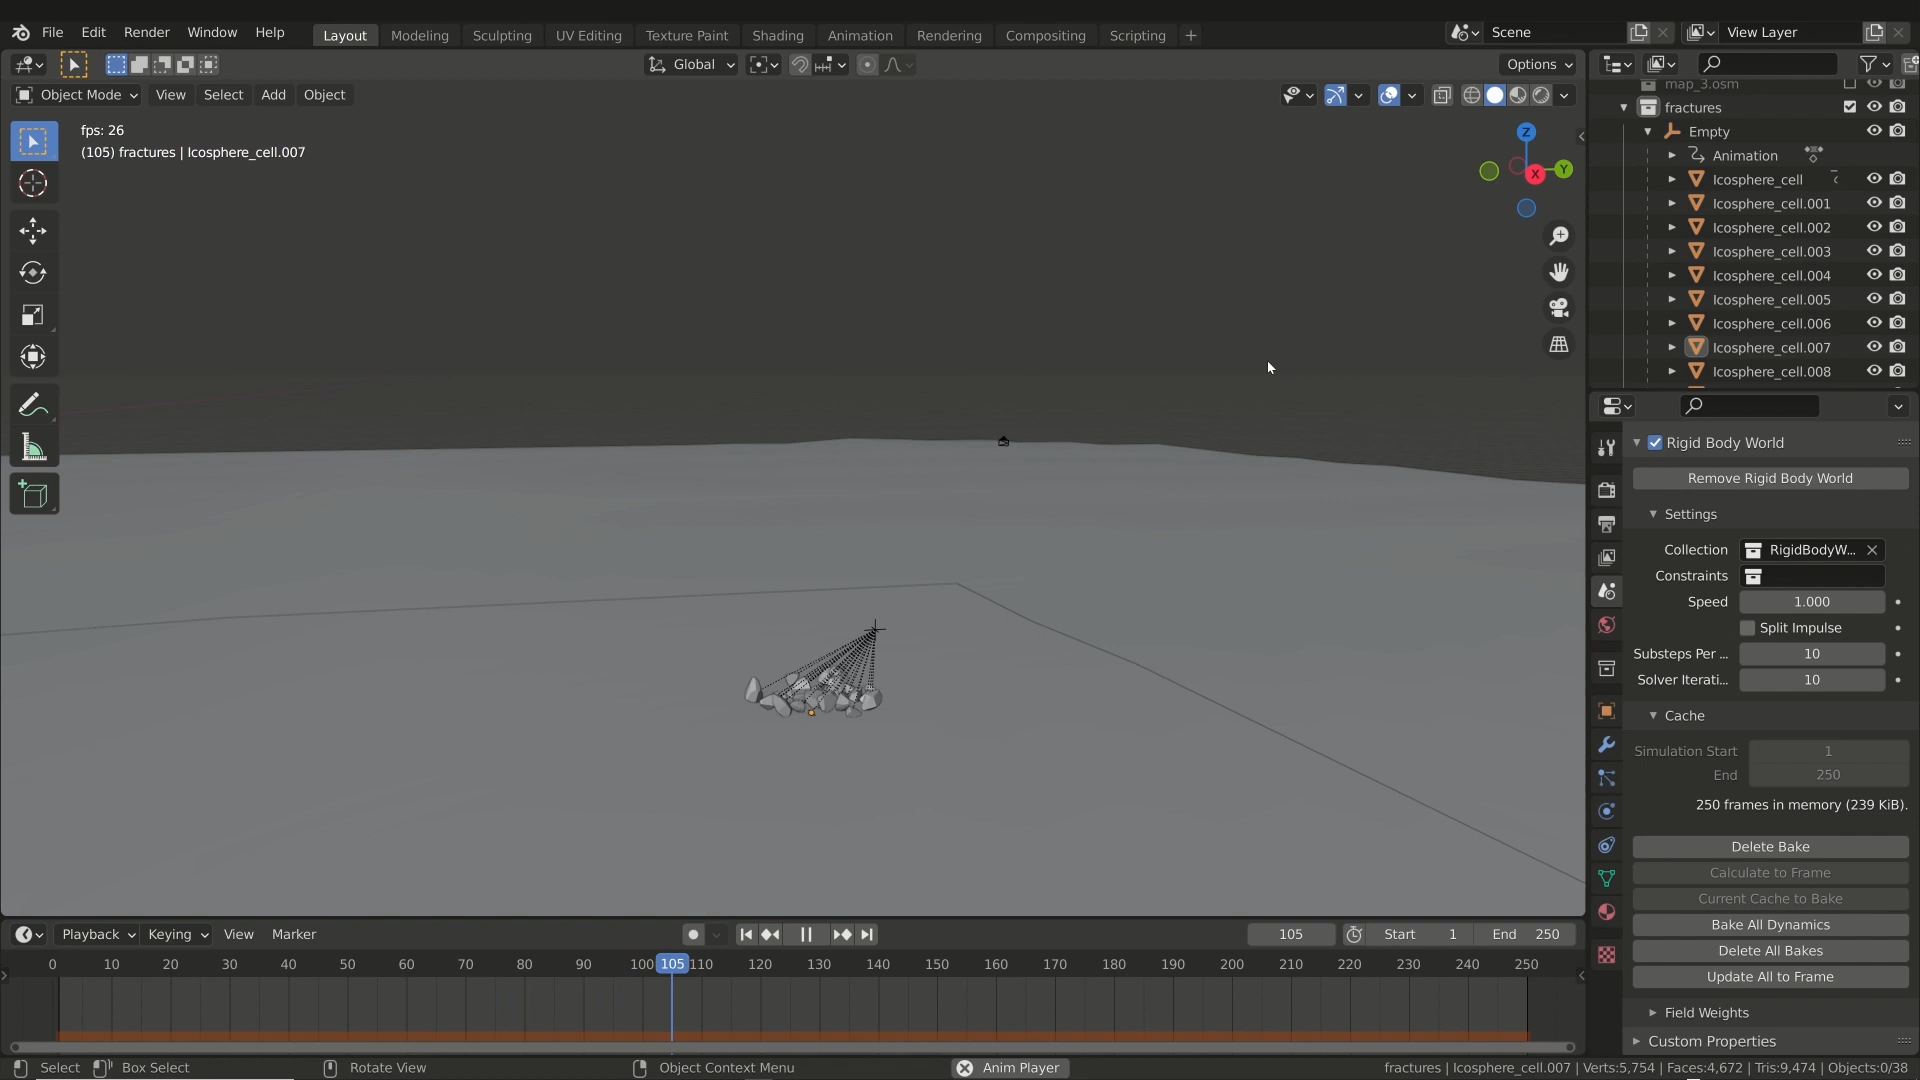 File Edit Render Window Help
Layout Modeling Sculpting UV Editing Texture Paint Shading Animation Rendering Compositing Scripting +
Scene
View Layer
Global
Options
Object Mode View Select Add Object
fps: 26
(105) fractures | Icosphere_cell.007
Z
Y
X
map_3.osm
fractures
Empty
Animation
Icosphere_cell
Icosphere_cell.001
Icosphere_cell.002
Icosphere_cell.003
Icosphere_cell.004
Icosphere_cell.005
Icosphere_cell.006
Icosphere_cell.007
Icosphere_cell.008
Rigid Body World
Remove Rigid Body World
Settings
Collection RigidBodyW...
Constraints
Speed 1.000
Split Impulse
Substeps Per ... 10
Solver Iterati... 10
Cache
Simulation Start 1
End 250
250 frames in memory (239 KiB).
Delete Bake
Calculate to Frame
Current Cache to Bake
Bake All Dynamics
Delete All Bakes
Update All to Frame
Field Weights
Custom Properties
Playback Keying View Marker
105 Start 1 End 250
0 10 20 30 40 50 60 70 80 90 100 105 110 120 130 140 150 160 170 180 190 200 210 220 230 240 250
Select Box Select Rotate View Object Context Menu Anim Player fractures | Icosphere_cell.007 | Verts:5,754 | Faces:4,672 | Tris:9,474 | Objects:0/38